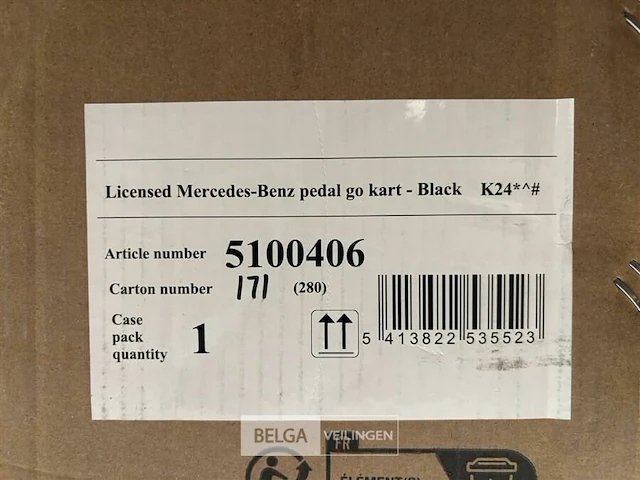 Licensed Mercedes-Benz pedal go kart - Black K24*^#
Article number 5100406
Carton number 171 (280)
Case
pack
quantity 1
5 413822 535523
BELGA VEILINGEN
FR
ÉLÉMENT(S)